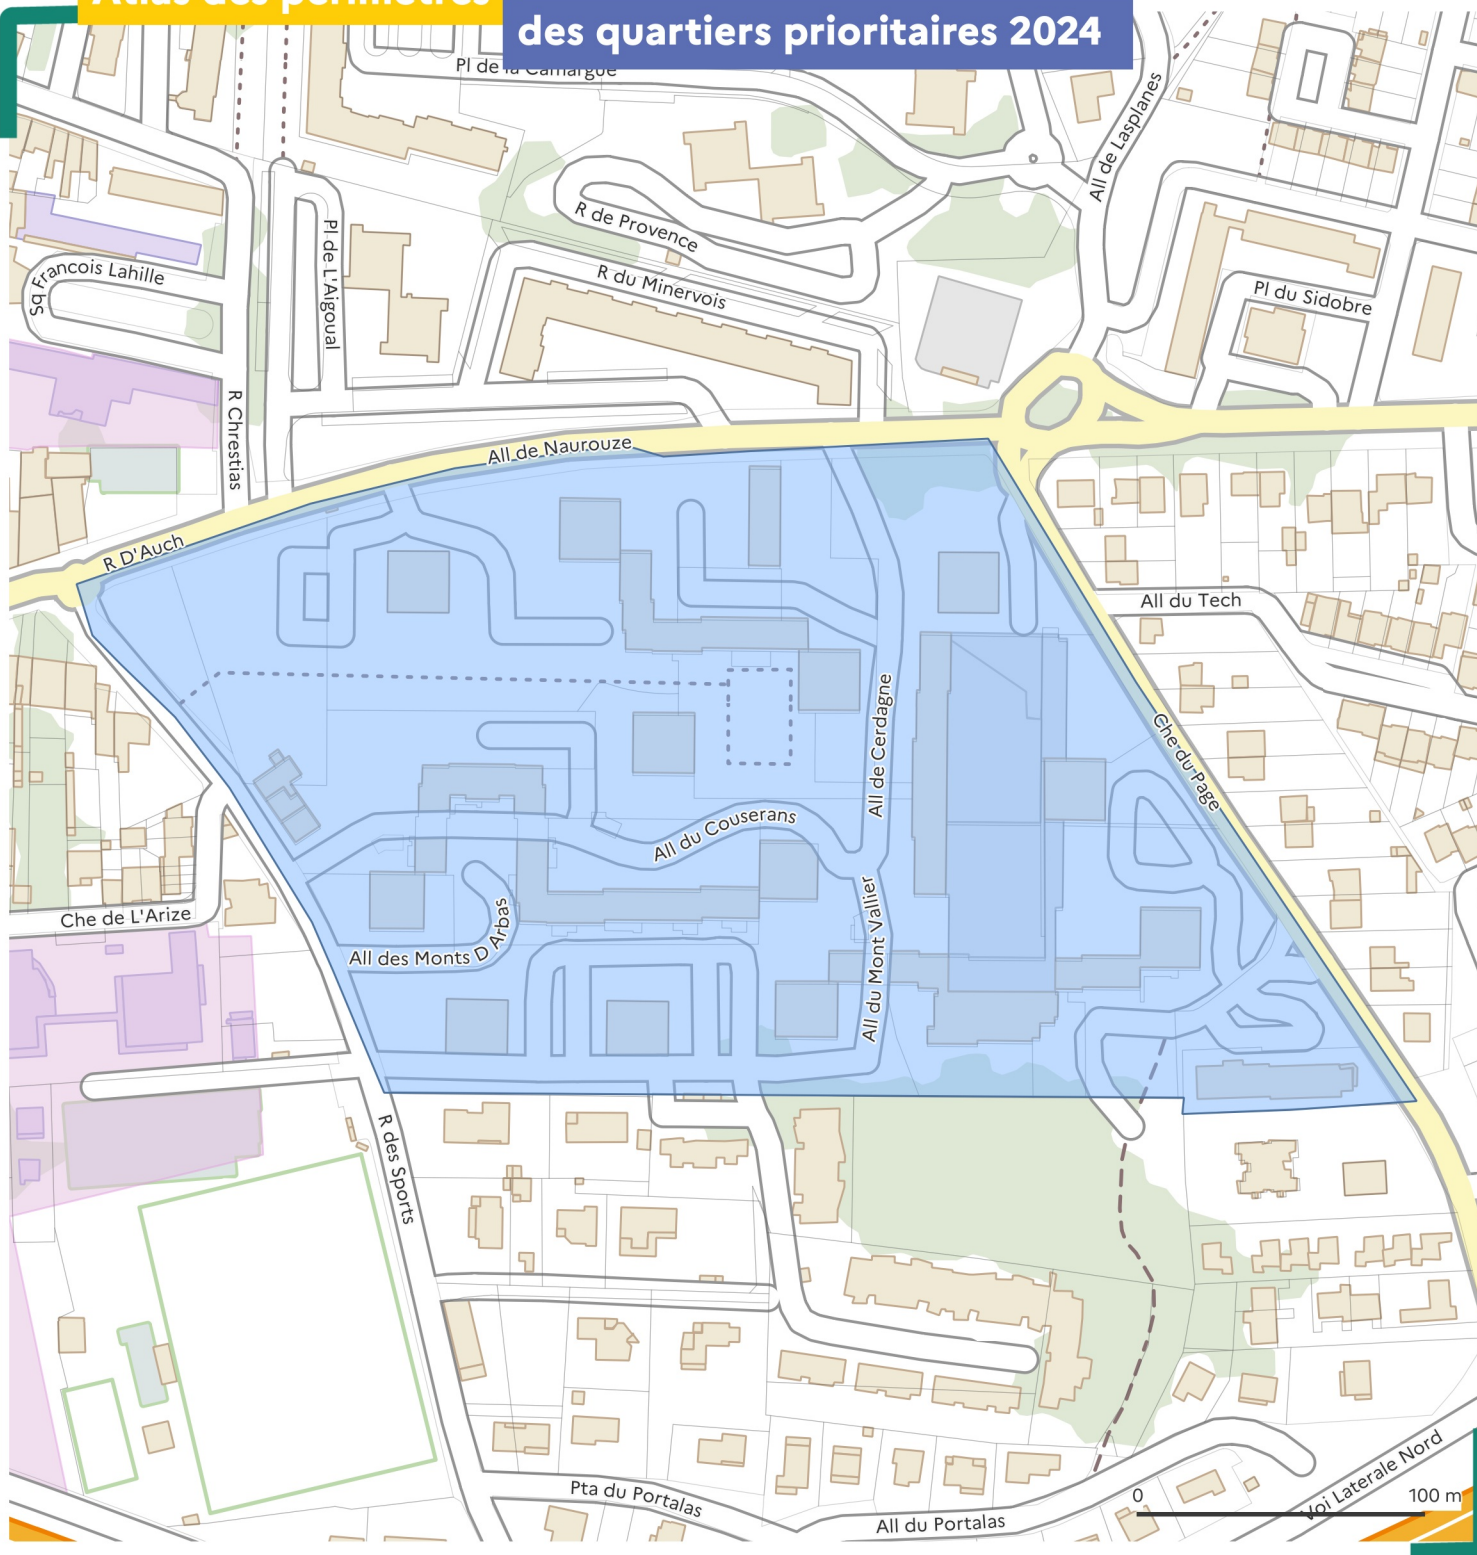 Atlas des périmètres
des quartiers prioritaires 2024
Pl de la Camargue
All de Lasplanes
R de Provence
Pl de L'Aigoual
Sq Francois Lahille
R du Minervois
Pl du Sidobre
R Chrestias
All de Naurouze
R D'Auch
All du Tech
All de Cerdagne
Che du Page
All du Couserans
Che de L'Arize
All des Monts D Arbas
All du Mont Vallier
R des Sports
Pta du Portalas
All du Portalas
Voi Laterale Nord
0
100 m